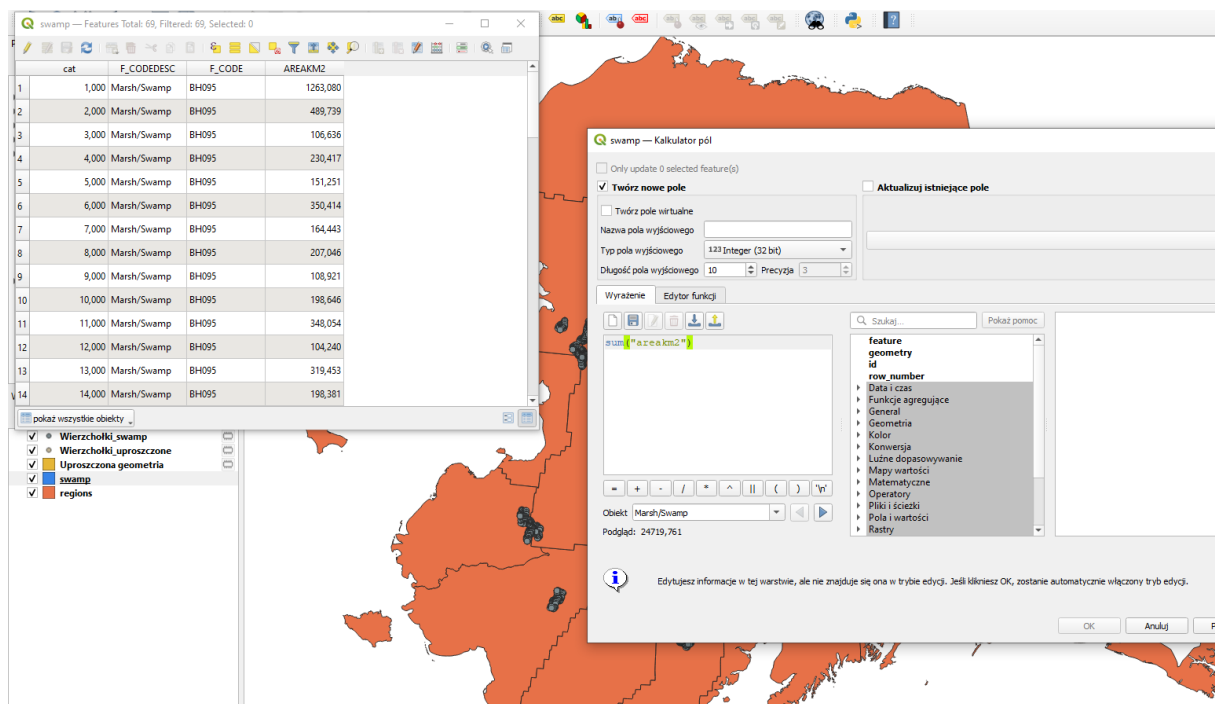 swamp — Features Total: 69, Filtered: 69, Selected: 0
cat F_CODEDESC F_CODE AREAKM2
1 1,000 Marsh/Swamp BH095 1263,080
2 2,000 Marsh/Swamp BH095 489,739
3 3,000 Marsh/Swamp BH095 106,636
4 4,000 Marsh/Swamp BH095 230,417
5 5,000 Marsh/Swamp BH095 151,251
6 6,000 Marsh/Swamp BH095 350,414
7 7,000 Marsh/Swamp BH095 164,443
8 8,000 Marsh/Swamp BH095 207,046
9 9,000 Marsh/Swamp BH095 108,921
10 10,000 Marsh/Swamp BH095 198,646
11 11,000 Marsh/Swamp BH095 348,054
12 12,000 Marsh/Swamp BH095 104,240
13 13,000 Marsh/Swamp BH095 319,453
14 14,000 Marsh/Swamp BH095 198,381
pokaż wszystkie obiekty
Wierzchołki_swamp
Wierzchołki_uproszczone
Uproszczona geometria
swamp
regions
abc abc abc
swamp — Kalkulator pól
Only update 0 selected feature(s)
Twórz nowe pole
Aktualizuj istniejące pole
Twórz pole wirtualne
Nazwa pola wyjściowego
Typ pola wyjściowego 123 Integer (32 bit)
Długość pola wyjściowego 10 Precyzja 3
Wyrażenie Edytor funkcji
sum("areakm2")
= + - / * ^ || ( ) '\n'
Obiekt Marsh/Swamp
Podgląd: 24719,761
Szukaj... Pokaż pomoc
feature
geometry
id
row_number
Data i czas
Funkcje agregujące
General
Geometria
Kolor
Konwersja
Luźne dopasowywanie
Mapy wartości
Matematyczne
Operatory
Pliki i ścieżki
Pola i wartości
Rastry
Edytujesz informacje w tej warstwie, ale nie znajduje się ona w trybie edycji. Jeśli klikniesz OK, zostanie automatycznie włączony tryb edycji.
OK Anuluj P